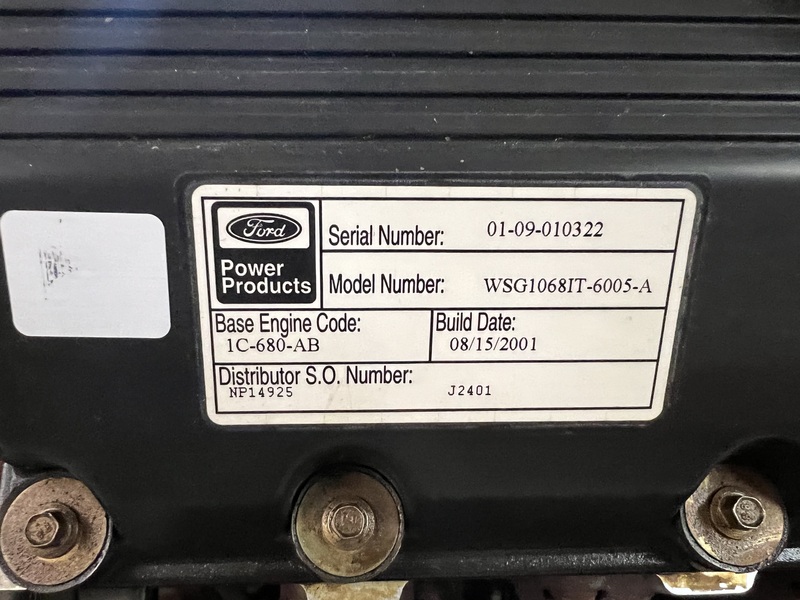 Ford
Power
Products
Serial Number: 01-09-010322
Model Number: WSG1068IT-6005-A
Base Engine Code:
1C-680-AB
Build Date:
08/15/2001
Distributor S.O. Number:
NP14925 J2401